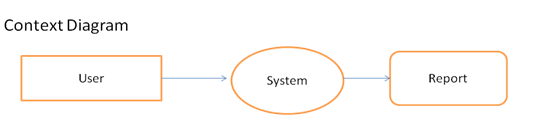 Context Diagram
User
System
Report